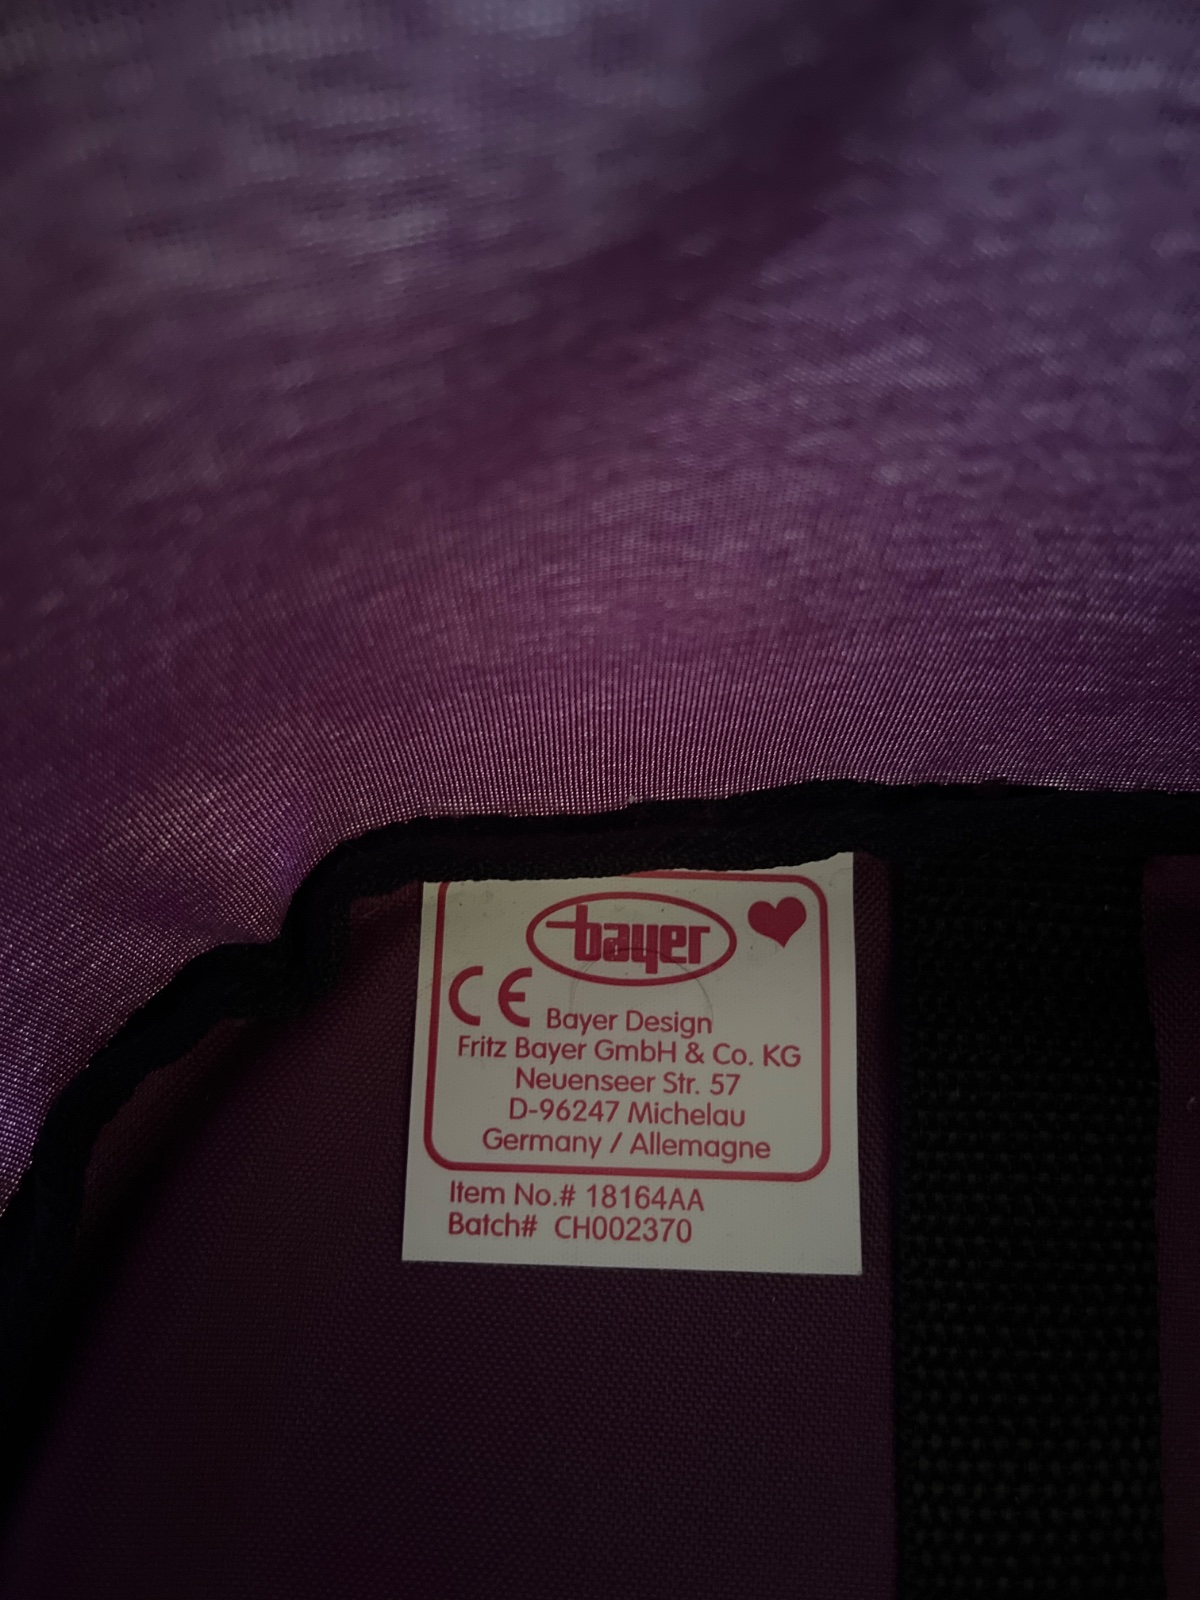 bayer
CE Bayer Design
Fritz Bayer GmbH & Co. KG
Neuenseer Str. 57
D-96247 Michelau
Germany / Allemagne
Item No.# 18164AA
Batch# CH002370